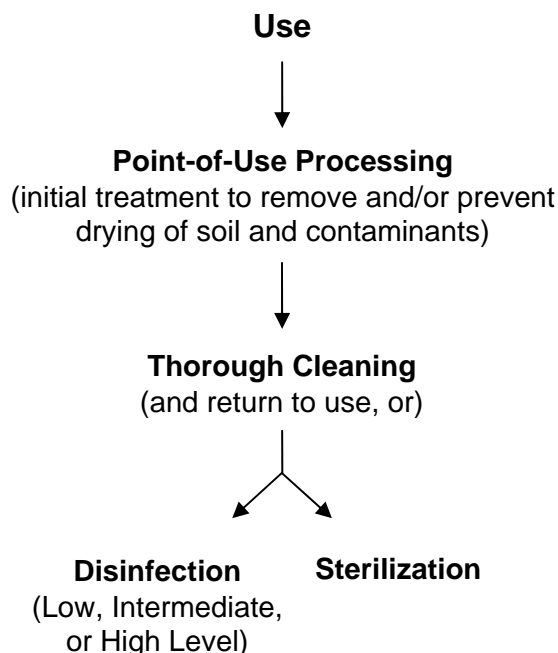 Use
Point-of-Use Processing
(initial treatment to remove and/or prevent
drying of soil and contaminants)
Thorough Cleaning
(and return to use, or)
Disinfection
(Low, Intermediate,
or High Level)
Sterilization